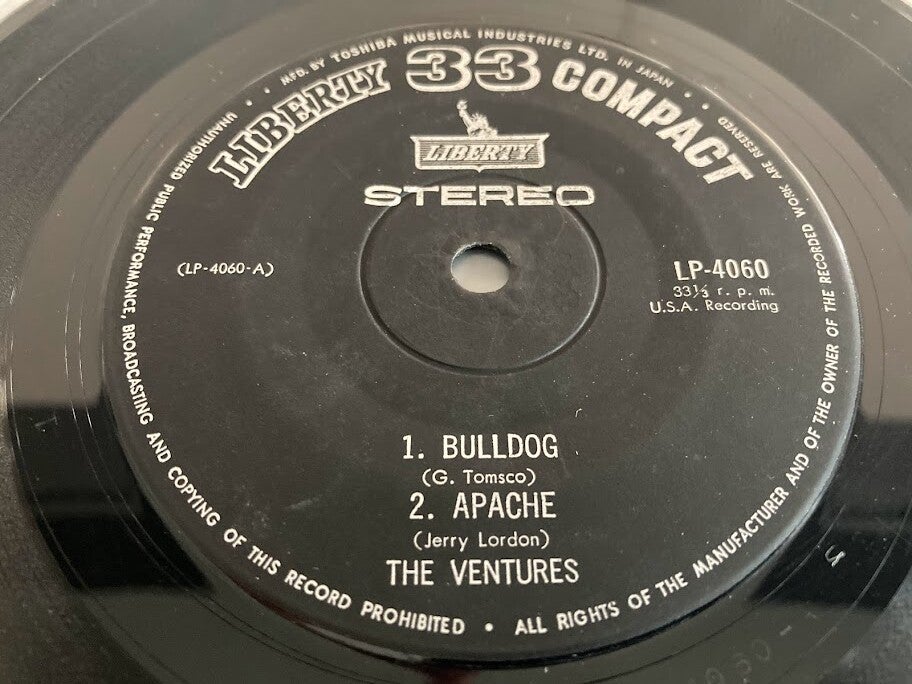 MFD. BY TOSHIBA MUSICAL INDUSTRIES LTD. IN JAPAN
LIBERTY 33 COMPACT
LIBERTY
STEREO
(LP-4060-A)
LP-4060
33⅓ r. p. m.
U.S.A. Recording
1. BULLDOG
(G. Tomsco)
2. APACHE
(Jerry Lordon)
THE VENTURES
UNAUTHORIZED PUBLIC PERFORMANCE, BROADCASTING AND COPYING OF THIS RECORD PROHIBITED • ALL RIGHTS OF THE MANUFACTURER AND OF THE OWNER OF THE RECORDED WORK ARE RESERVED